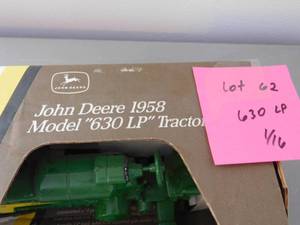 JOHN DEERE
John Deere 1958
Model "630 LP" Tractor
Lot 62
630 LP
1/16